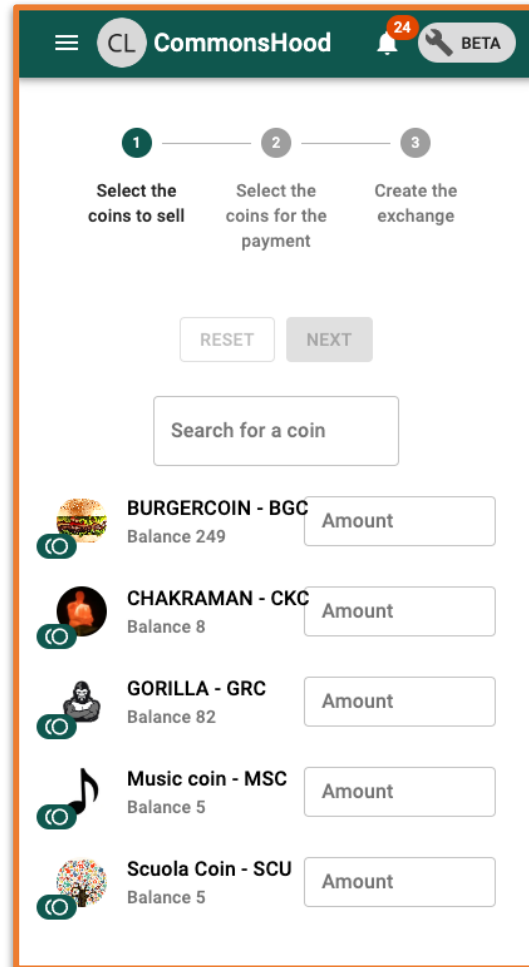 CL CommonsHood 24 BETA
1 2 3
Select the Select the Create the
coins to sell coins for the exchange
payment
RESET NEXT
Search for a coin
BURGERCOIN - BGC Amount
Balance 249
CHAKRAMAN - CKC Amount
Balance 8
GORILLA - GRC Amount
Balance 82
Music coin - MSC Amount
Balance 5
Scuola Coin - SCU Amount
Balance 5